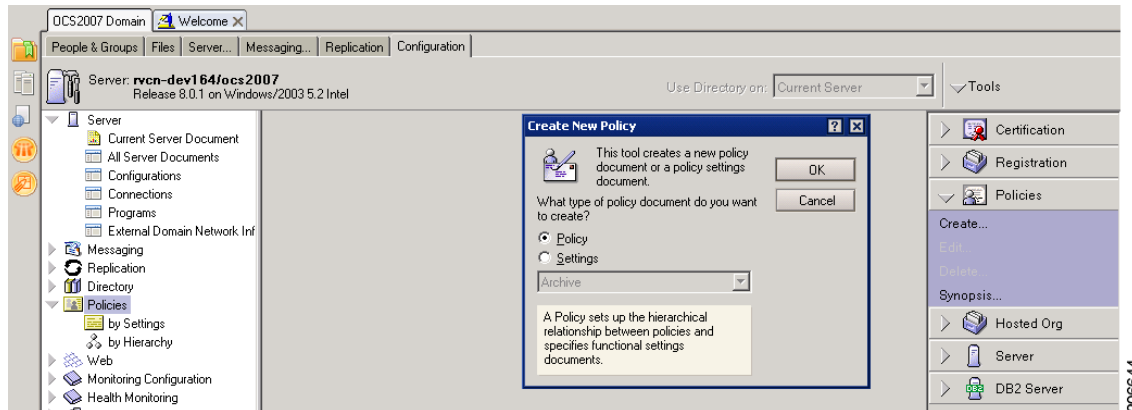 OCS2007 Domain Welcome
People & Groups Files Server... Messaging... Replication Configuration
Server: rvcn-dev164/ocs2007
Release 8.0.1 on Windows/2003 5.2 Intel
Use Directory on: Current Server
Tools
Server
Current Server Document
All Server Documents
Configurations
Connections
Programs
External Domain Network Inf
Messaging
Replication
Directory
Policies
by Settings
by Hierarchy
Web
Monitoring Configuration
Health Monitoring
Create New Policy
This tool creates a new policy
document or a policy settings
document.
OK
Cancel
What type of policy document do you want
to create?
Policy
Settings
Archive
A Policy sets up the hierarchical
relationship between policies and
specifies functional settings
documents.
Certification
Registration
Policies
Create...
Edit...
Delete...
Synopsis...
Hosted Org
Server
DB2
DB2 Server